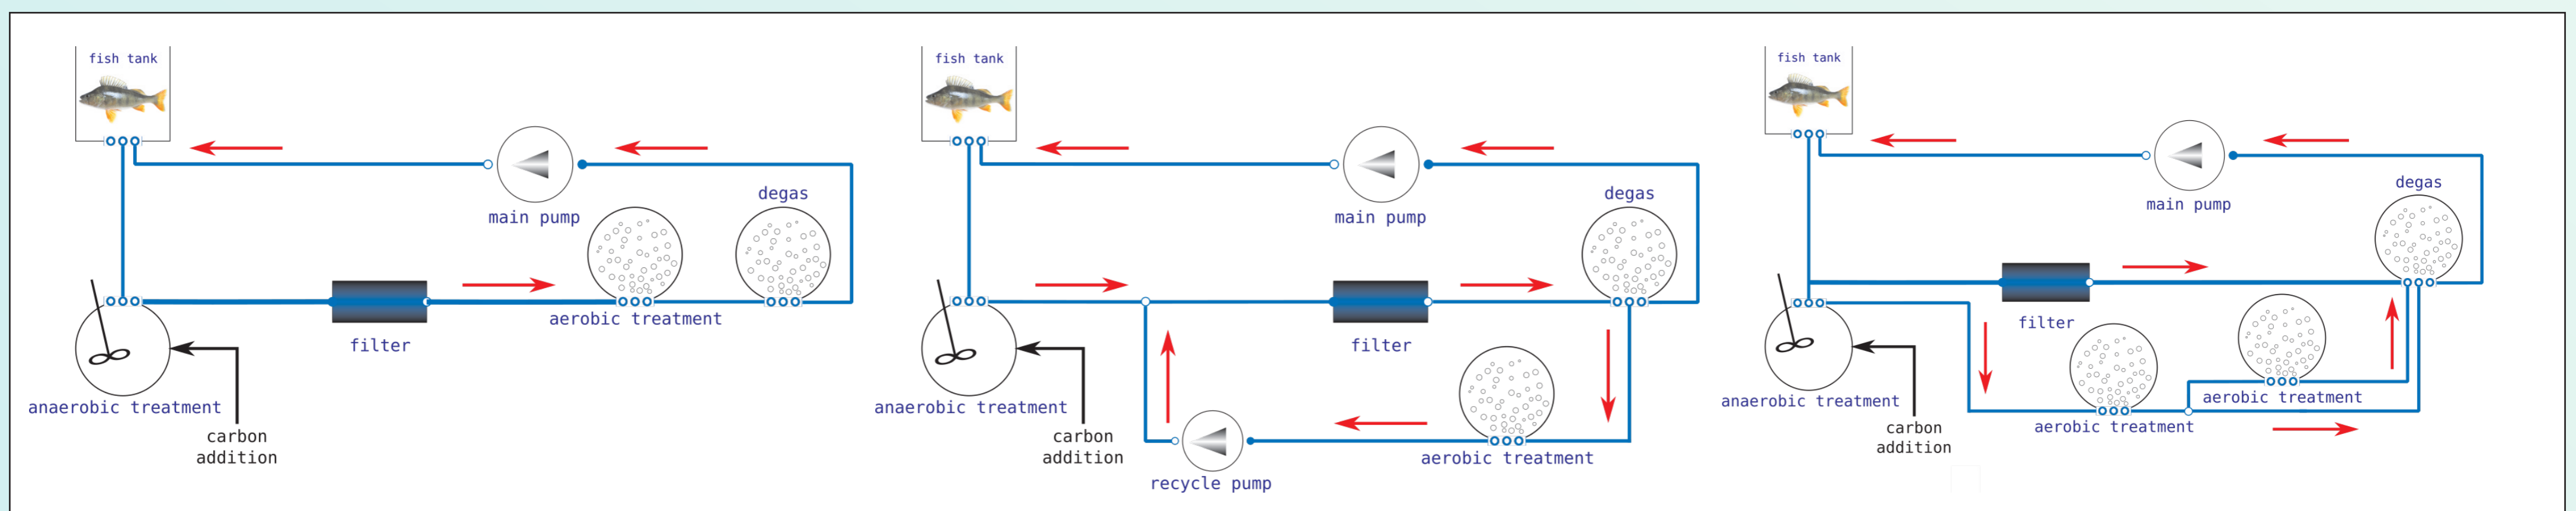 fish tank
main pump
degas
aerobic treatment
filter
anaerobic treatment
carbon
addition
fish tank
main pump
degas
filter
anaerobic treatment
carbon
addition
aerobic treatment
recycle pump
fish tank
degas
main pump
filter
anaerobic treatment
aerobic treatment
carbon
addition
aerobic treatment